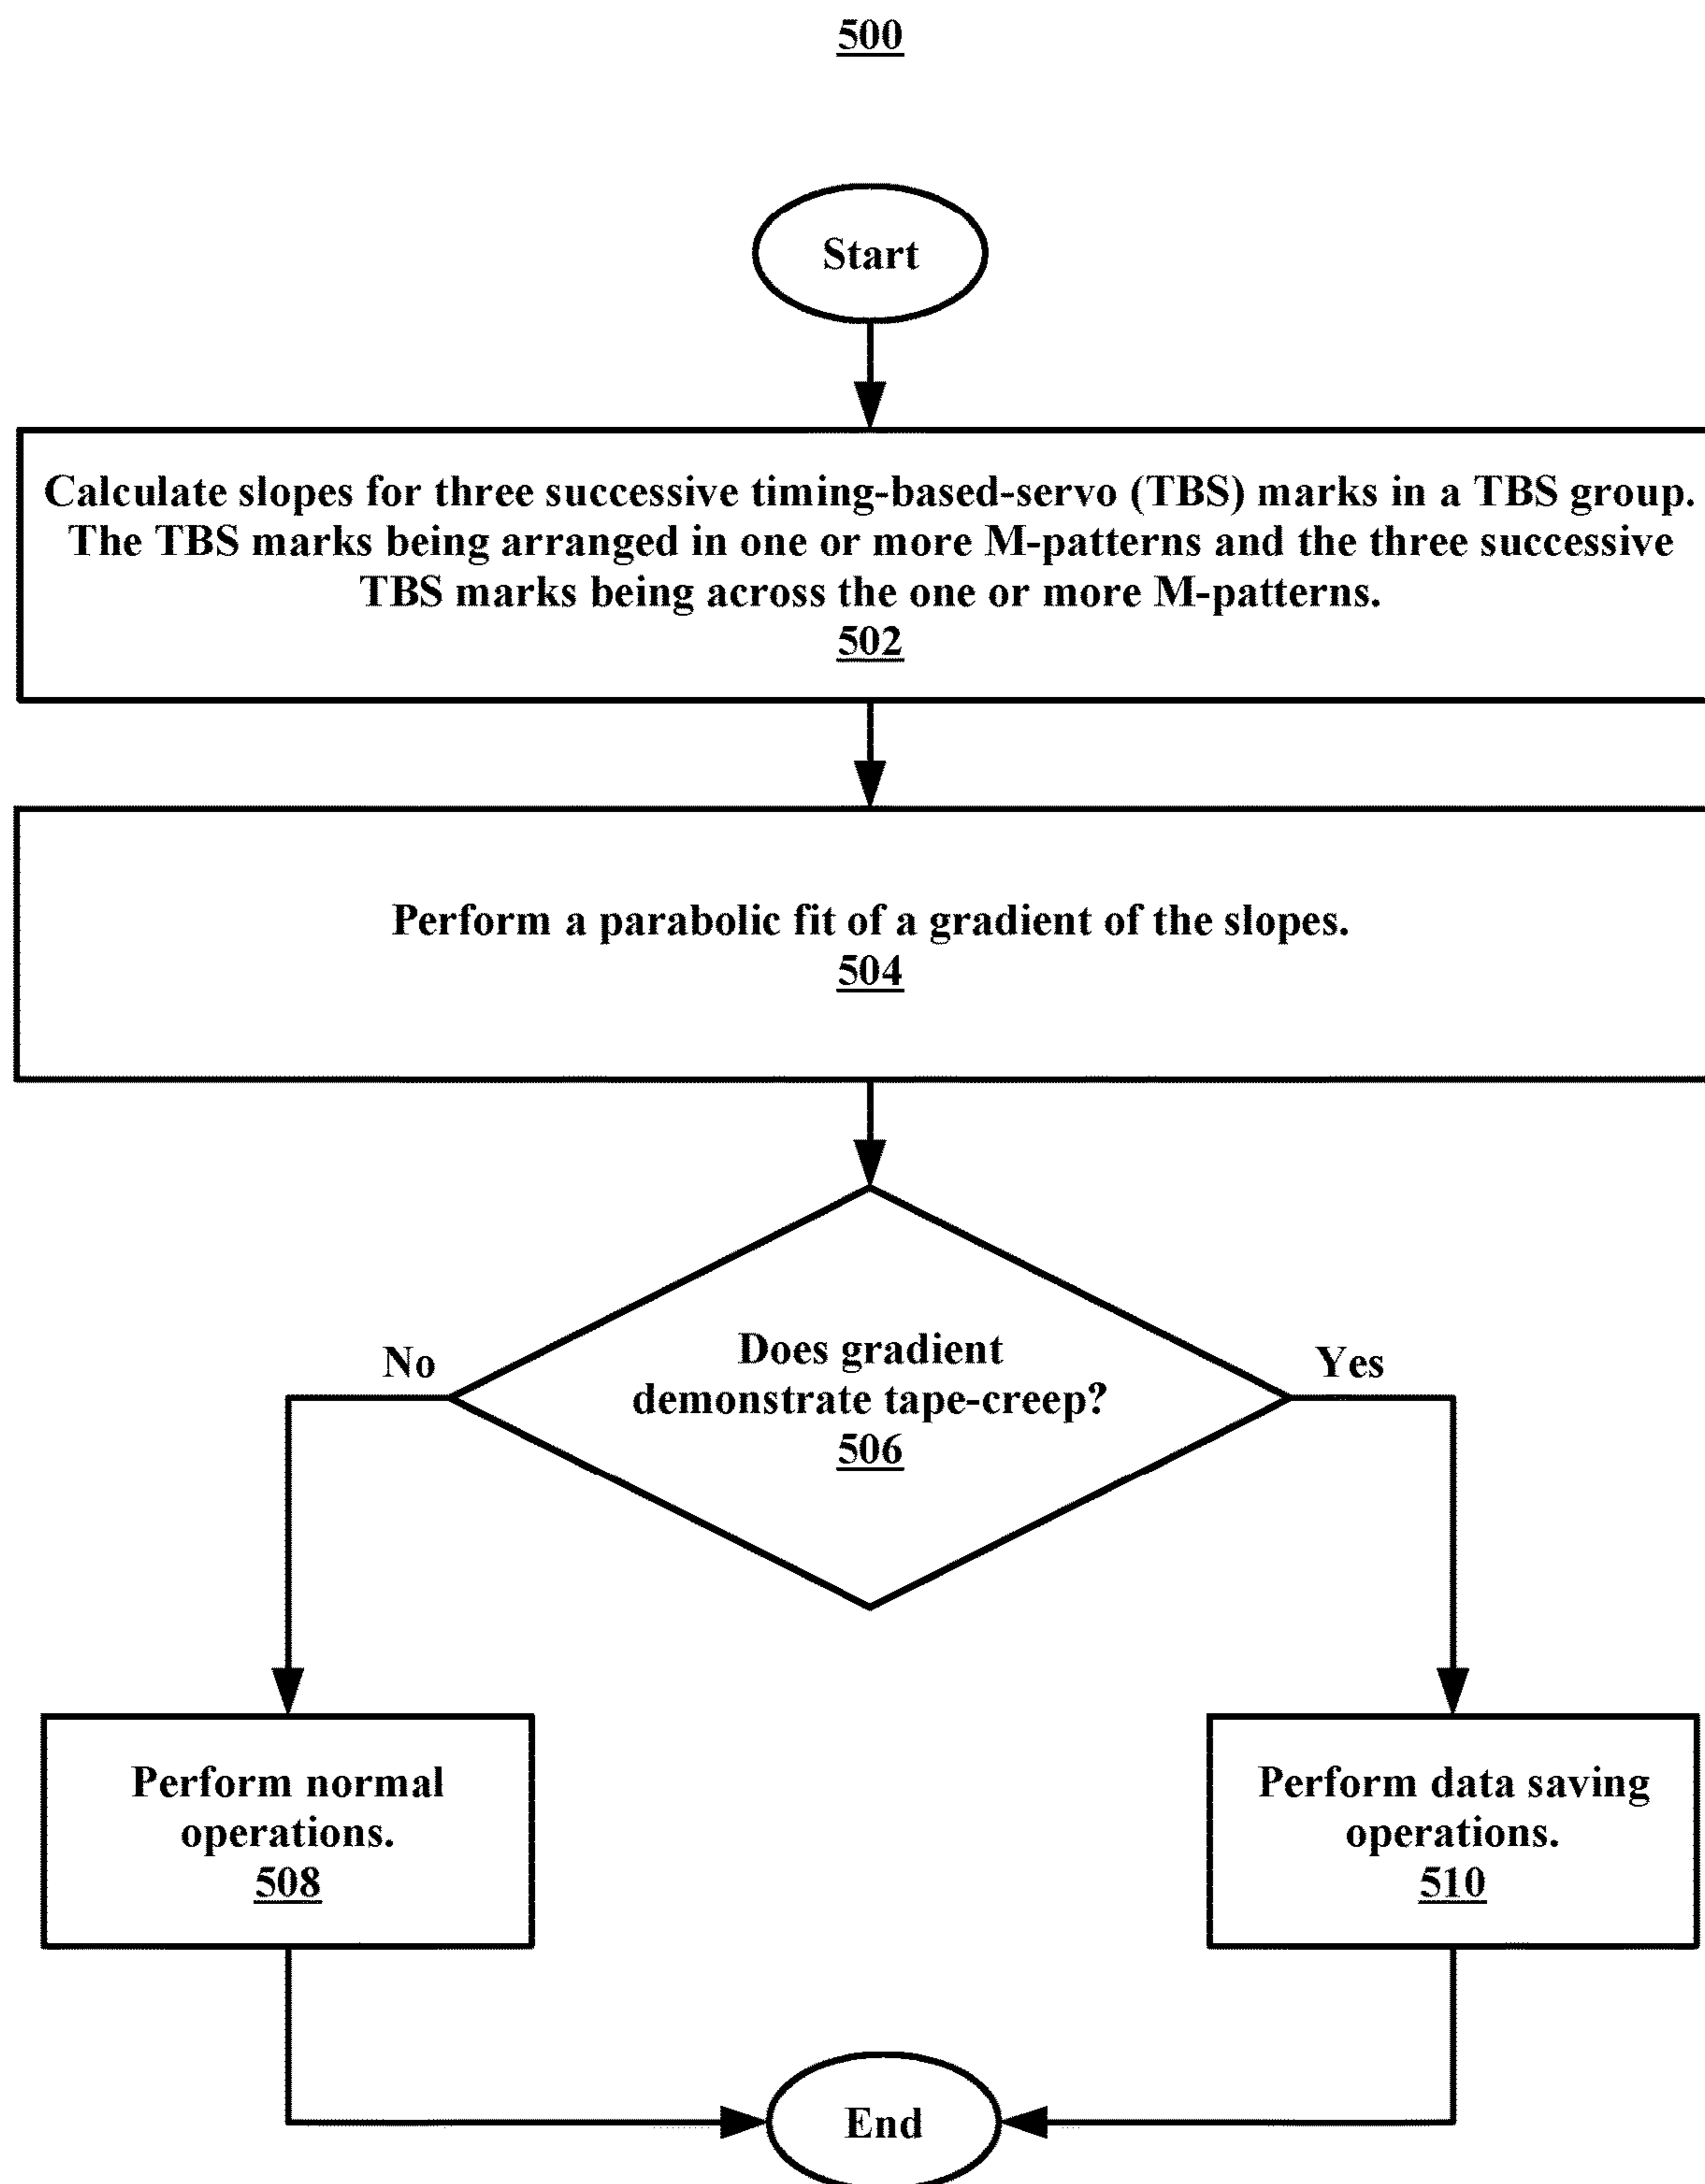 500
Start
Calculate slopes for three successive timing-based-servo (TBS) marks in a TBS group.
The TBS marks being arranged in one or more M-patterns and the three successive
TBS marks being across the one or more M-patterns.
502
Perform a parabolic fit of a gradient of the slopes.
504
No
Does gradient
demonstrate tape-creep?
506
Yes
Perform normal
operations.
508
Perform data saving
operations.
510
End